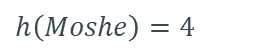 h(Moshe) = 4